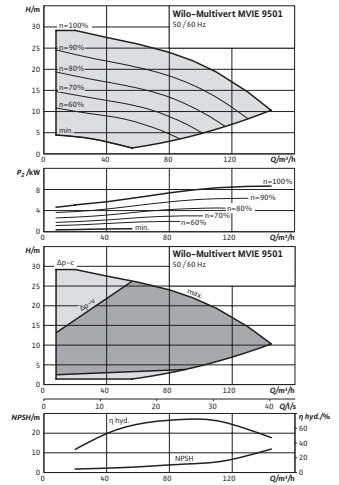 H/m
Wilo-Multivert MVIE 9501
50/60 Hz
n=100%
30
n=90%
25
n=80%
20
n=70%
15
n=60%
10
5
min.
0
0 40 80 120 Q/m³/h
P₂/kW
n=100%
8
n=90%
n=80%
4
n=70%
n=60%
min.
0
0 40 80 120 Q/m³/h
H/m
Wilo-Multivert MVIE 9501
50/60 Hz
Δp-c
30
max.
25
Δp-v
20
15
10
5
0
0 40 80 120 Q/m³/h
0 10 20 30 40 Q/l/s
NPSH/m
η hyd./%
η hyd.
60
20
40
10
NPSH
20
0
0
0 40 80 120 Q/m³/h